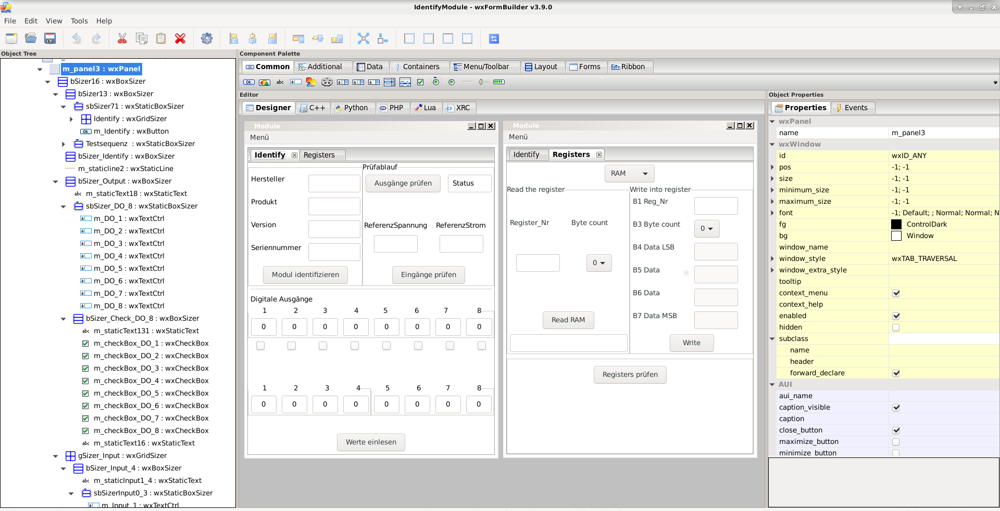 IdentifyModule - wxFormBuilder v3.9.0
File Edit View Tools Help
Object Tree
m_panel3 : wxPanel
bSizer16 : wxBoxSizer
bSizer13 : wxBoxSizer
sbSizer71 : wxStaticBoxSizer
Identify : wxGridSizer
m_Identify : wxButton
Testsequenz : wxStaticBoxSizer
bSizer_Identify : wxBoxSizer
m_staticline2 : wxStaticLine
bSizer_Output : wxBoxSizer
m_staticText18 : wxStaticText
sbSizer_DO_8 : wxStaticBoxSizer
m_DO_1 : wxTextCtrl
m_DO_2 : wxTextCtrl
m_DO_3 : wxTextCtrl
m_DO_4 : wxTextCtrl
m_DO_5 : wxTextCtrl
m_DO_6 : wxTextCtrl
m_DO_7 : wxTextCtrl
m_DO_8 : wxTextCtrl
bSizer_Check_DO_8 : wxBoxSizer
m_staticText131 : wxStaticText
m_checkBox_DO_1 : wxCheckBox
m_checkBox_DO_2 : wxCheckBox
m_checkBox_DO_3 : wxCheckBox
m_checkBox_DO_4 : wxCheckBox
m_checkBox_DO_5 : wxCheckBox
m_checkBox_DO_6 : wxCheckBox
m_checkBox_DO_7 : wxCheckBox
m_checkBox_DO_8 : wxCheckBox
m_staticText16 : wxStaticText
gSizer_Input : wxGridSizer
bSizer_Input_4 : wxBoxSizer
m_staticInput1_4 : wxStaticText
sbSizerInput0_3 : wxStaticBoxSizer
m_Input_1 : wxTextCtrl
Component Palette
Common Additional Data Containers Menu/Toolbar Layout Forms Ribbon
Editor
Designer C++ Python PHP Lua XRC
Module
Menü
Identify Registers
Hersteller
Produkt
Version
Seriennummer
Modul identifizieren
Prüfablauf
Ausgänge prüfen Status
ReferenzSpannung ReferenzStrom
Eingänge prüfen
Digitale Ausgänge
1 2 3 4 5 6 7 8
0 0 0 0 0 0 0 0
1 2 3 4 5 6 7 8
0 0 0 0 0 0 0 0
Werte einlesen
Module
Menü
Identify Registers
RAM
Read the register
Register_Nr Byte count
0
Read RAM
Write into register
B1 Reg_Nr
B3 Byte count 0
B4 Data LSB
B5 Data
B6 Data
B7 Data MSB
Write
Registers prüfen
Object Properties
Properties Events
wxPanel
name m_panel3
wxWindow
id wxID_ANY
pos -1; -1
size -1; -1
minimum_size -1; -1
maximum_size -1; -1
font -1; Default; ; Normal; Normal; N
fg ControlDark
bg Window
window_name
window_style wxTAB_TRAVERSAL
window_extra_style
tooltip
context_menu
context_help
enabled
hidden
subclass
name
header
forward_declare
AUI
aui_name
caption_visible
caption
close_button
maximize_button
minimize_button